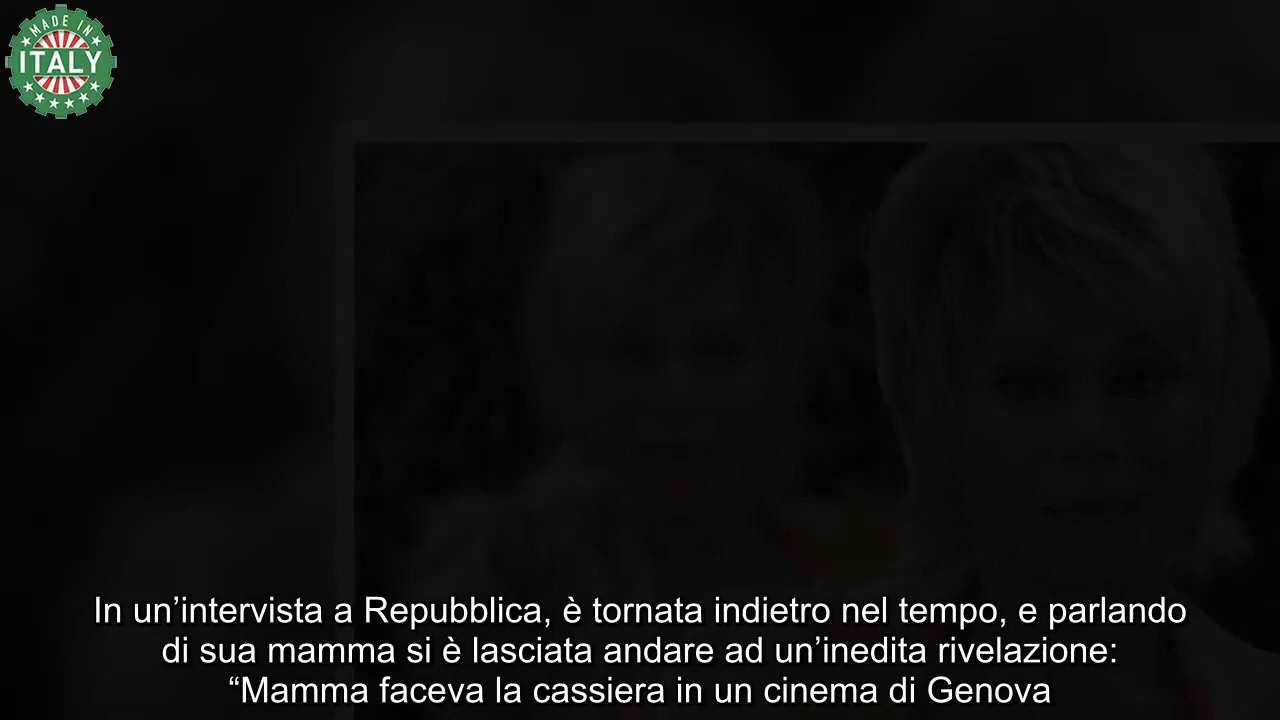 MADE IN
ITALY
In un’intervista a Repubblica, è tornata indietro nel tempo, e parlando
di sua mamma si è lasciata andare ad un’inedita rivelazione:
“Mamma faceva la cassiera in un cinema di Genova